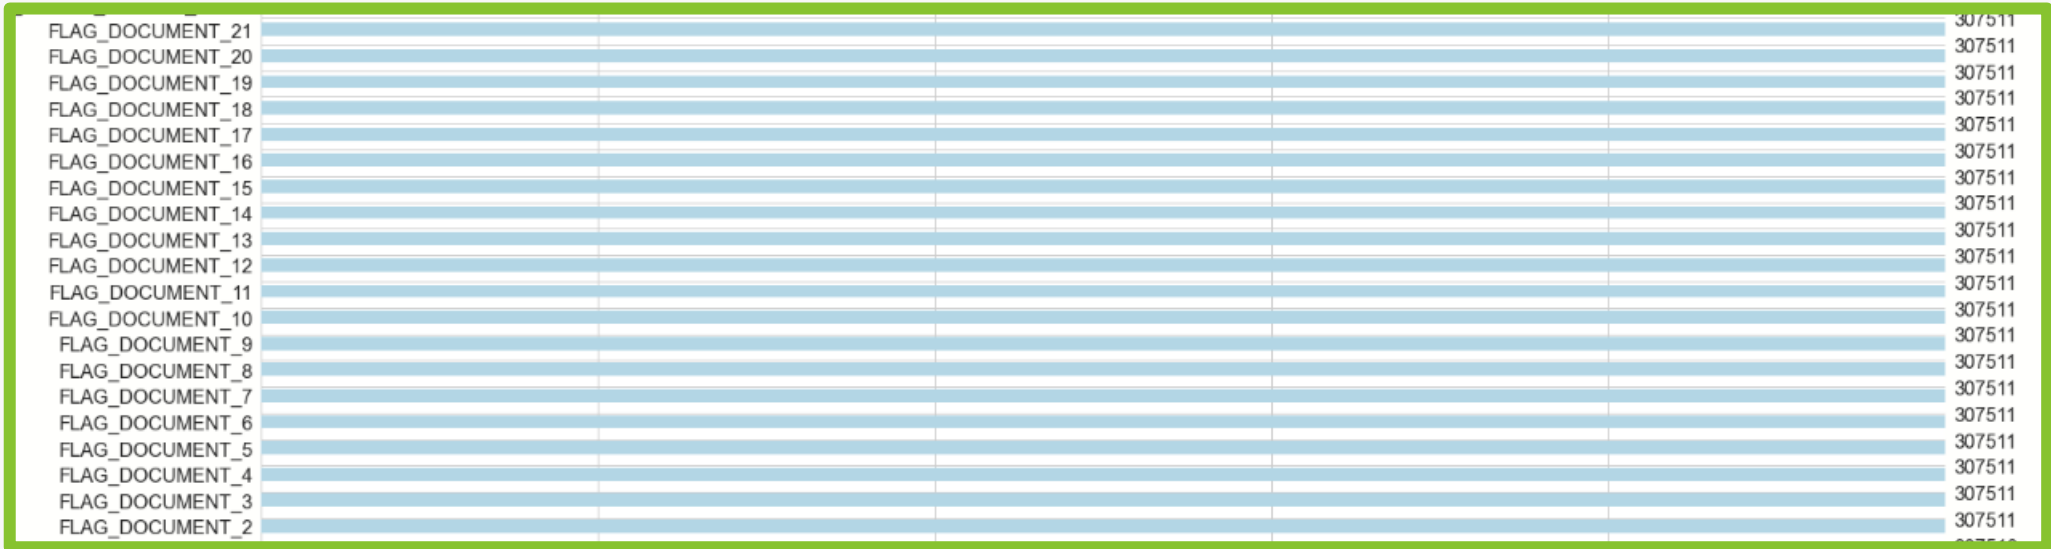 FLAG_DOCUMENT_21 307511
FLAG_DOCUMENT_20 307511
FLAG_DOCUMENT_19 307511
FLAG_DOCUMENT_18 307511
FLAG_DOCUMENT_17 307511
FLAG_DOCUMENT_16 307511
FLAG_DOCUMENT_15 307511
FLAG_DOCUMENT_14 307511
FLAG_DOCUMENT_13 307511
FLAG_DOCUMENT_12 307511
FLAG_DOCUMENT_11 307511
FLAG_DOCUMENT_10 307511
FLAG_DOCUMENT_9 307511
FLAG_DOCUMENT_8 307511
FLAG_DOCUMENT_7 307511
FLAG_DOCUMENT_6 307511
FLAG_DOCUMENT_5 307511
FLAG_DOCUMENT_4 307511
FLAG_DOCUMENT_3 307511
FLAG_DOCUMENT_2 307511